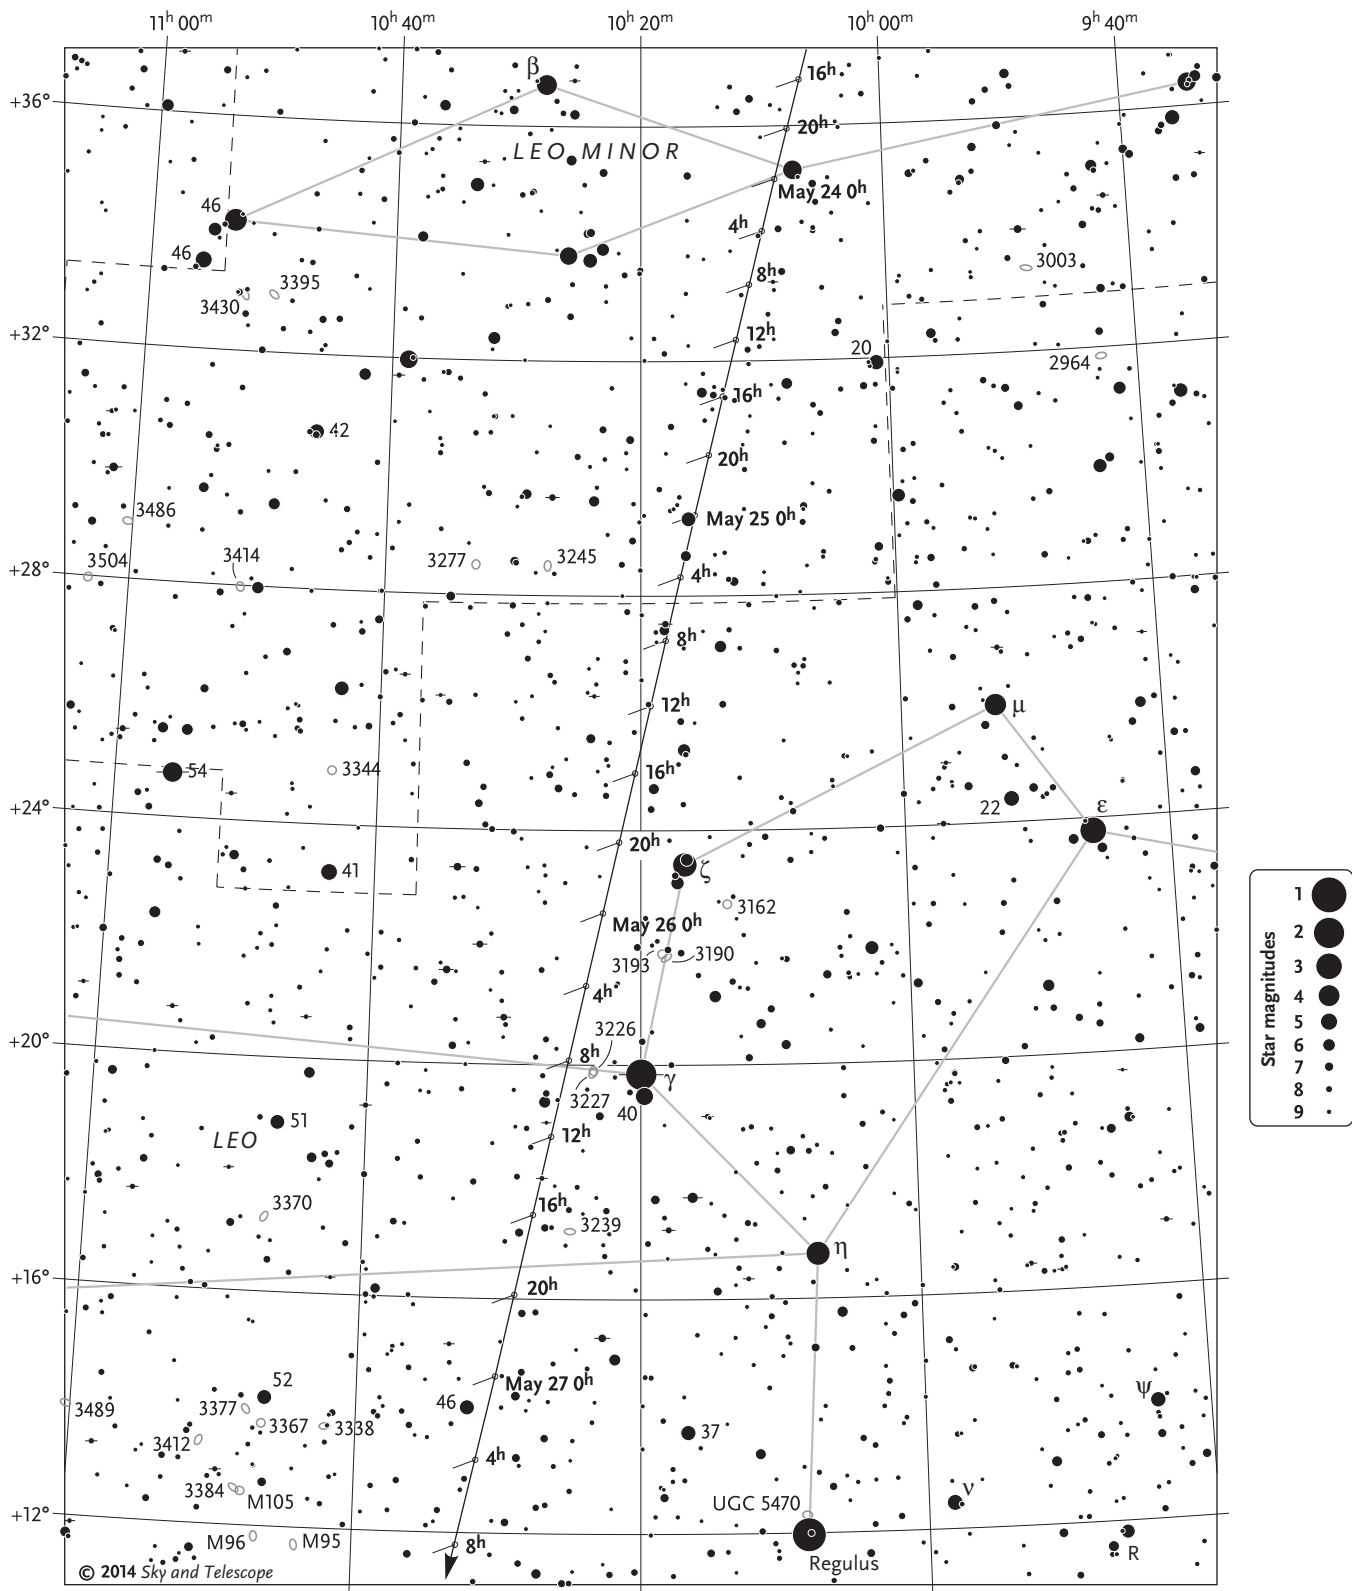 11h 00m 10h 40m 10h 20m 10h 00m 9h 40m
β
16h
+36°
20h
LEO MINOR
May 24 0h
46
4h
46
3003
8h
3395
3430
12h
+32°
20
2964
16h
42
20h
3486
May 25 0h
3504
3414
3277
3245
+28°
4h
8h
12h
μ
54
3344
16h
22
ε
+24°
20h
41
ζ
1
3162
May 26 0h
2
3193
3190
3
4h
4
Star magnitudes
5
3226
+20°
8h
6
γ
7
3227
8
40
9
51
12h
LEO
3370
16h
3239
η
+16°
20h
52
May 27 0h
ψ
3489
3377
46
3367
3338
37
3412
4h
3384
M105
ν
UGC 5470
+12°
M96
M95
8h
R
Regulus
© 2014 Sky and Telescope